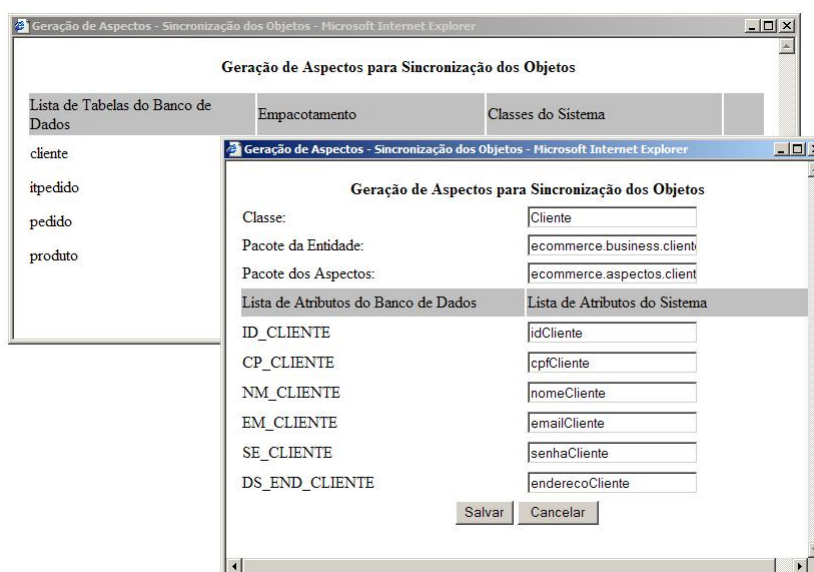 Geração de Aspectos - Sincronização dos Objetos - Microsoft Internet Explorer
Geração de Aspectos para Sincronização dos Objetos
Lista de Tabelas do Banco de Dados
Empacotamento
Classes do Sistema
cliente
itpedido
pedido
produto
Geração de Aspectos - Sincronização dos Objetos - Microsoft Internet Explorer
Geração de Aspectos para Sincronização dos Objetos
Classe: Cliente
Pacote da Entidade: ecommerce.business.client
Pacote dos Aspectos: ecommerce.aspectos.client
Lista de Atributos do Banco de Dados Lista de Atributos do Sistema
ID_CLIENTE idCliente
CP_CLIENTE cpfCliente
NM_CLIENTE nomeCliente
EM_CLIENTE emailCliente
SE_CLIENTE senhaCliente
DS_END_CLIENTE enderecoCliente
Salvar Cancelar